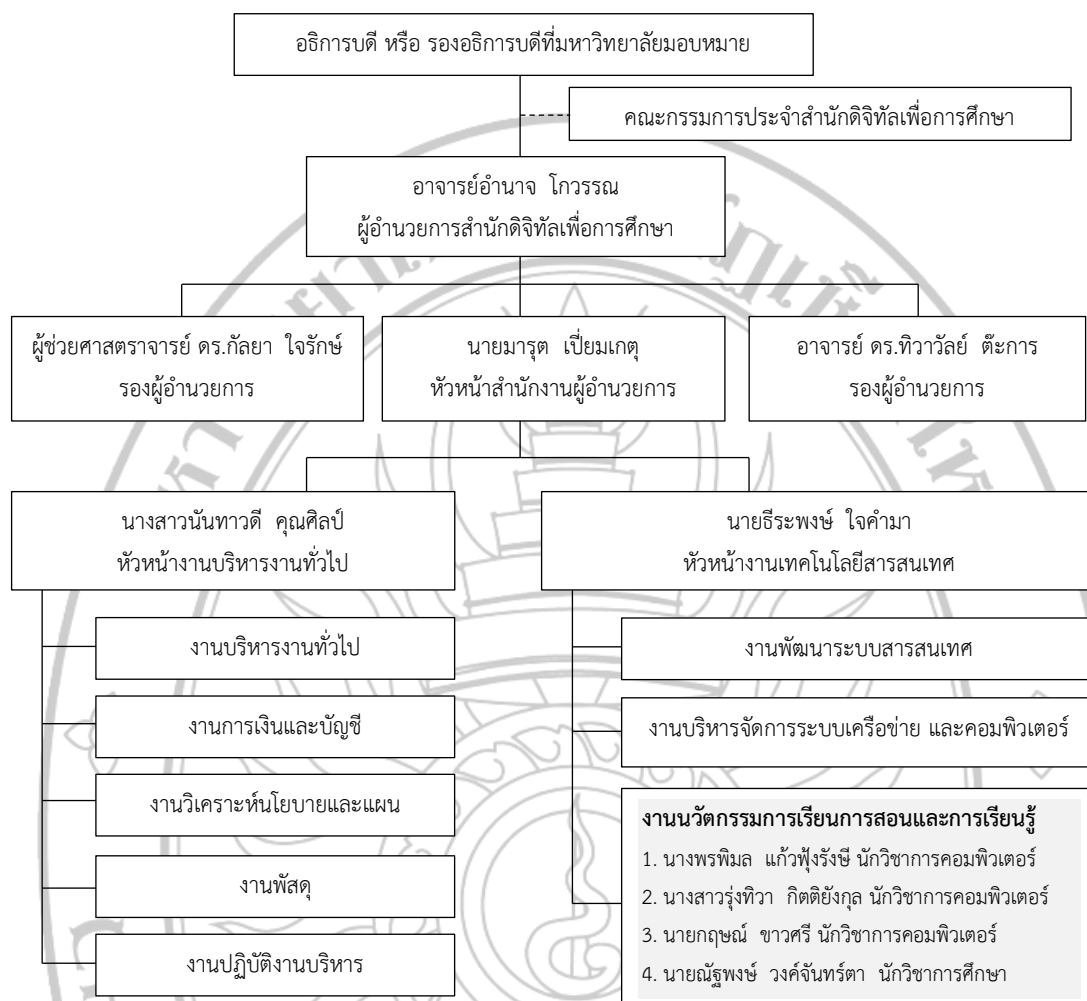 อธิการบดี หรือ รองอธิการบดีที่มหาวิทยาลัยมอบหมาย
คณะกรรมการประจำสำนักดิจิทัลเพื่อการศึกษา
อาจารย์อำนาจ โกวรรณ
ผู้อำนวยการสำนักดิจิทัลเพื่อการศึกษา
ผู้ช่วยศาสตราจารย์ ดร.กัลยา ใจรักษ์
รองผู้อำนวยการ
นายมารุต เปี่ยมเกตุ
หัวหน้าสำนักงานผู้อำนวยการ
อาจารย์ ดร.ทิวาวัลย์ ต๊ะการ
รองผู้อำนวยการ
นางสาวนันทาวดี คุณศิลป์
หัวหน้างานบริหารงานทั่วไป
นายธีระพงษ์ ใจคำมา
หัวหน้างานเทคโนโลยีสารสนเทศ
งานบริหารงานทั่วไป
งานการเงินและบัญชี
งานวิเคราะห์นโยบายและแผน
งานพัสดุ
งานปฏิบัติงานบริหาร
งานพัฒนาระบบสารสนเทศ
งานบริหารจัดการระบบเครือข่าย และคอมพิวเตอร์
งานนวัตกรรมการเรียนการสอนและการเรียนรู้
1. นางพรพิมล แก้วฟุ้งรังษี นักวิชาการคอมพิวเตอร์
2. นางสาวรุ่งทิวา กิตติยังกุล นักวิชาการคอมพิวเตอร์
3. นายกฤษณ์ ขาวศรี นักวิชาการคอมพิวเตอร์
4. นายณัฐพงษ์ วงค์จันทร์ตา นักวิชาการศึกษา